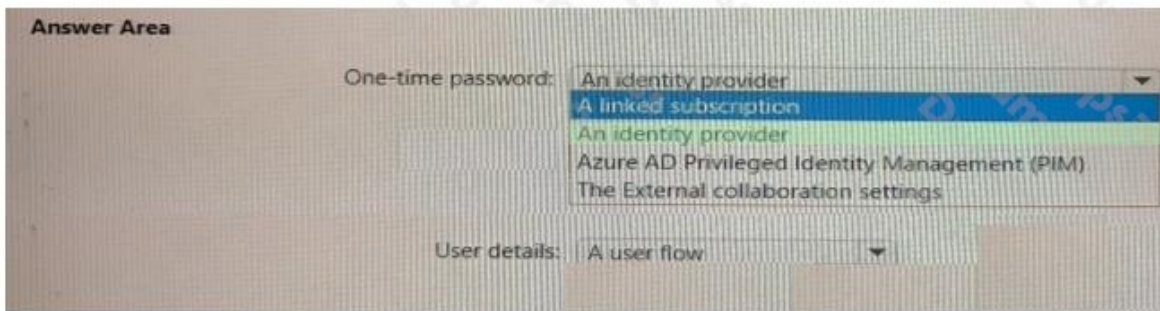 Answer Area
One-time password: An identity provider
A linked subscription
An identity provider
Azure AD Privileged Identity Management (PIM)
The External collaboration settings
User details: A user flow